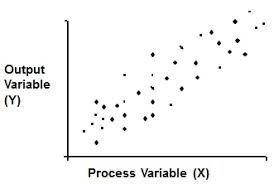 Output
Variable
(Y)
Process Variable (X)